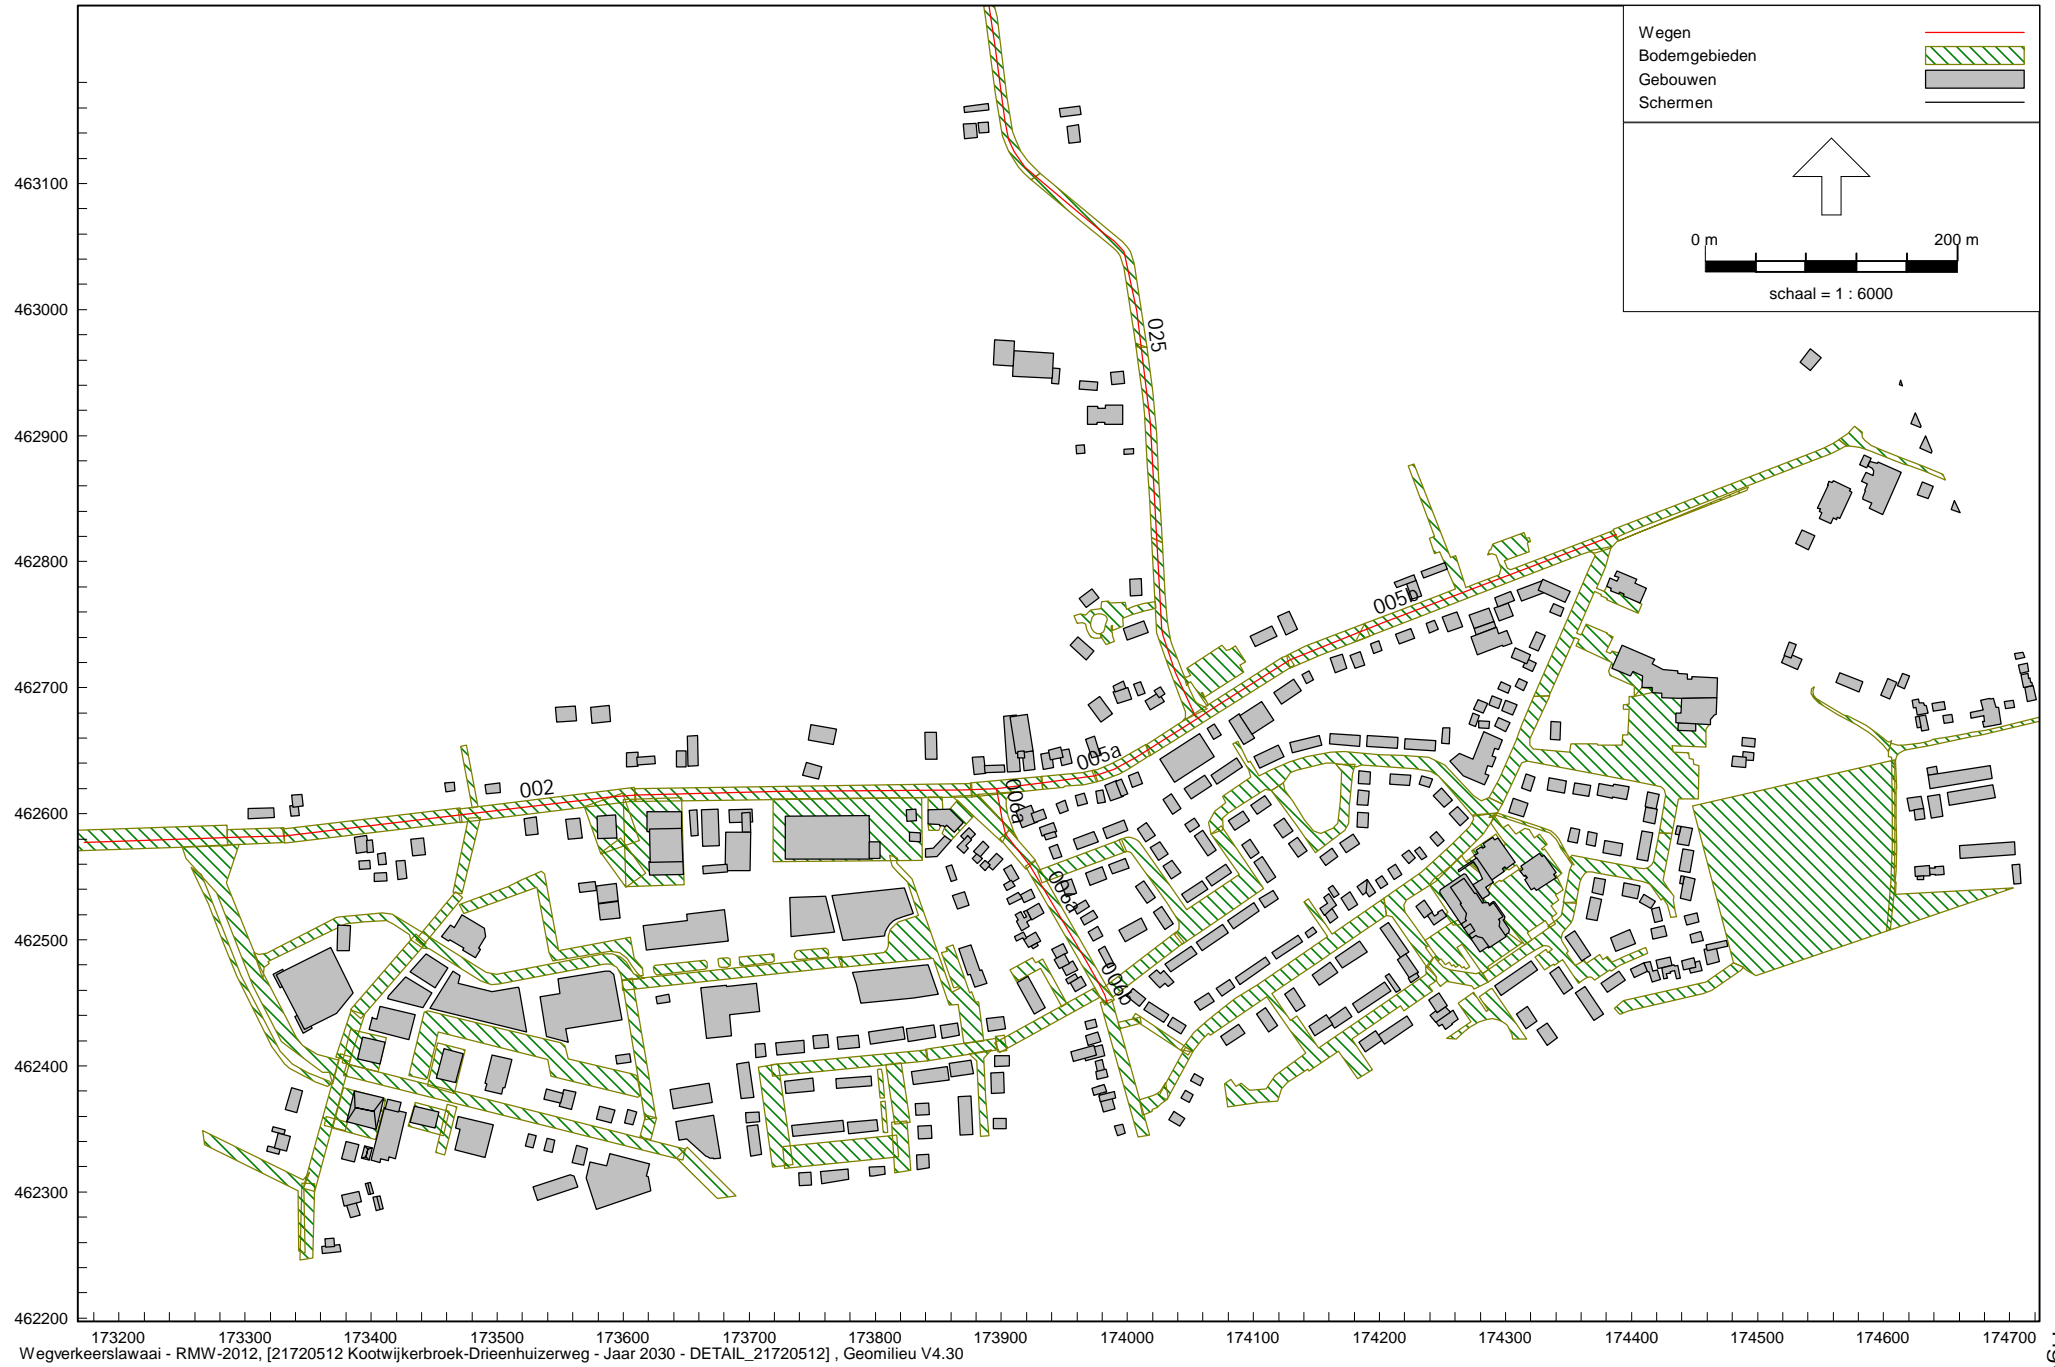 Wegen
Bodemgebieden
Gebouwen
Schermen
0 m 200 m
schaal = 1 : 6000
463100
463000
462900
462800
462700
462600
462500
462400
462300
462200
025
005b
005a
002
006a
006a
006b
173200 173300 173400 173500 173600 173700 173800 173900 174000 174100 174200 174300 174400 174500 174600 174700
Wegverkeerslawaai - RMW-2012, [21720512 Kootwijkerbroek-Drieenhuizerweg - Jaar 2030 - DETAIL_21720512] , Geomilieu V4.30